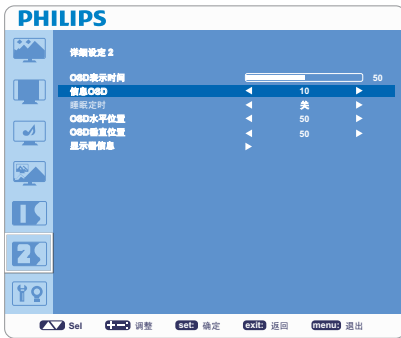 PHILIPS
详细设定 2
OSD表示时间 50
信息OSD 10
睡眠定时 关
OSD水平位置 50
OSD垂直位置 50
显示器信息
Sel 调整 set: 确定 exit: 返回 menu: 退出